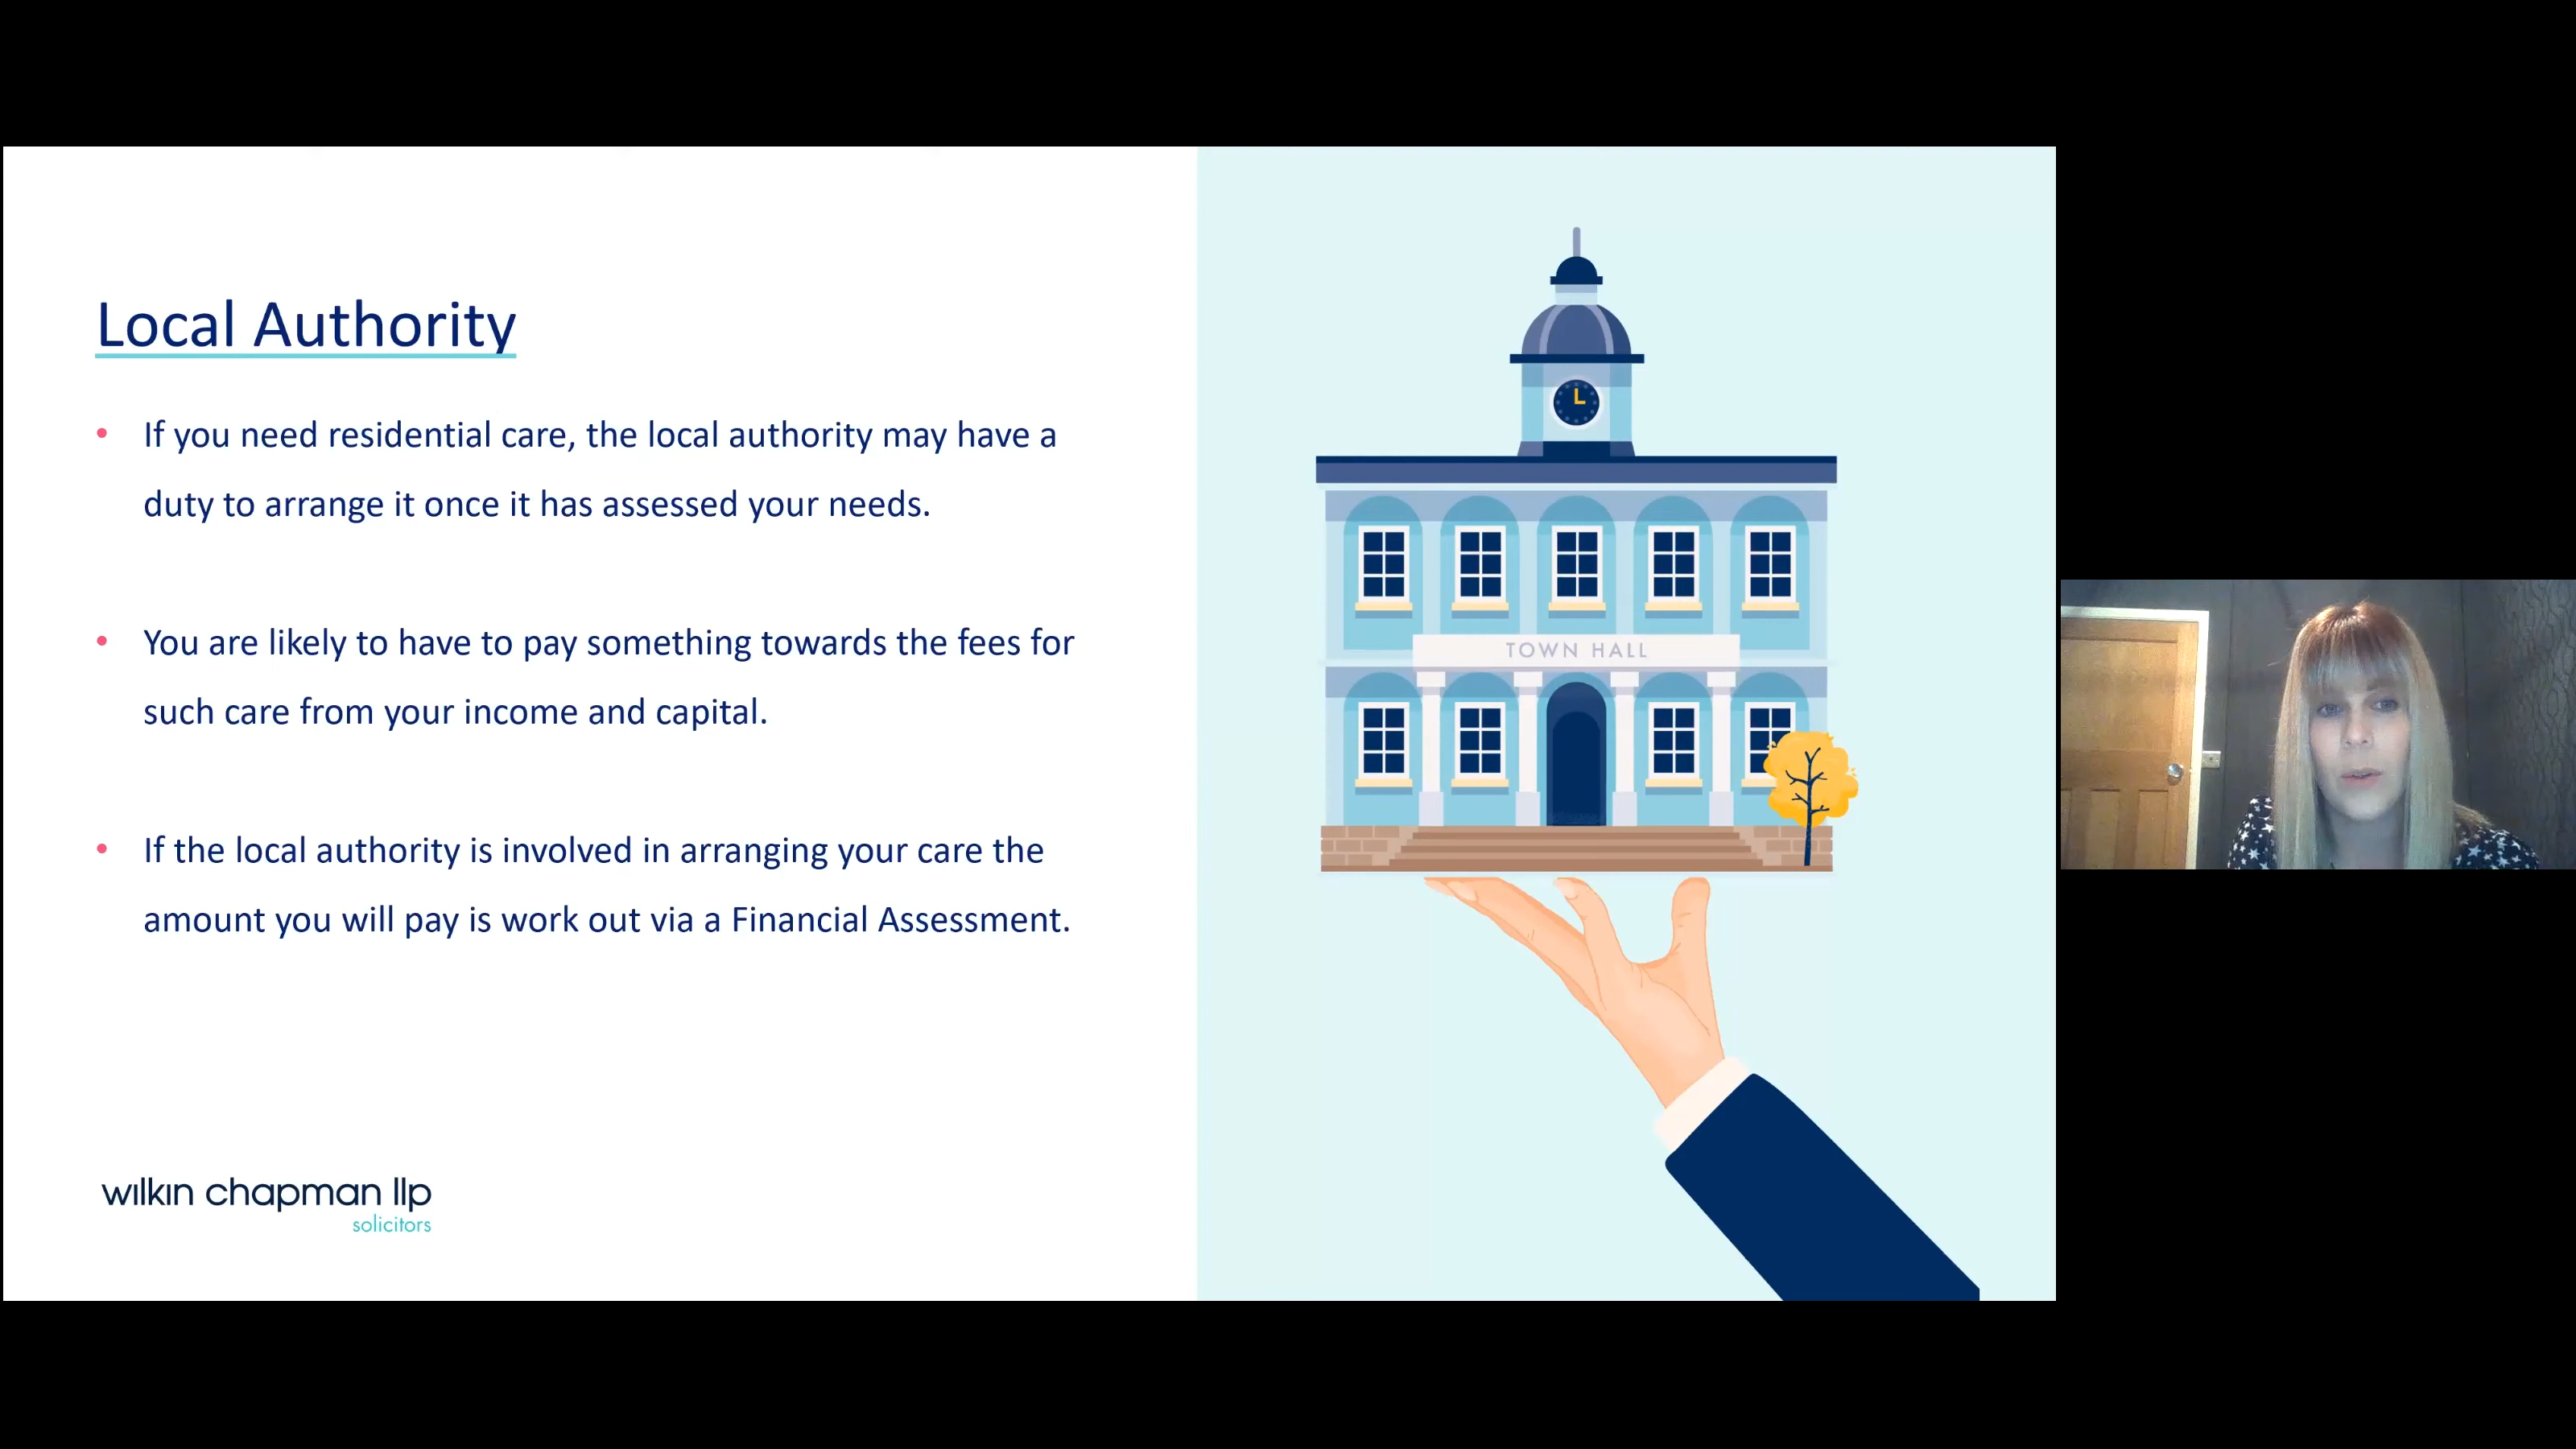 Local Authority
• If you need residential care, the local authority may have a
duty to arrange it once it has assessed your needs.
• You are likely to have to pay something towards the fees for
such care from your income and capital.
• If the local authority is involved in arranging your care the
amount you will pay is work out via a Financial Assessment.
TOWN HALL
wilkin chapman llp
solicitors